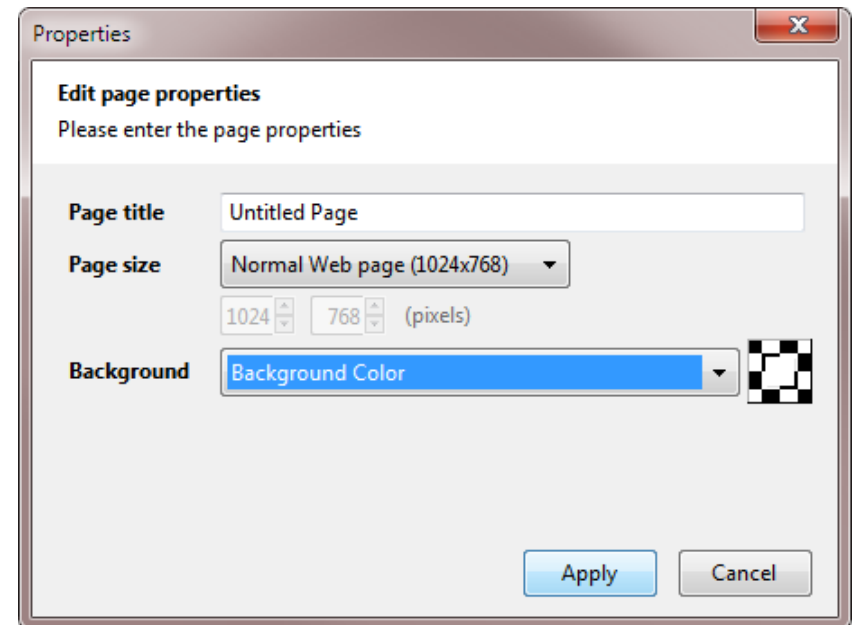 Properties
Edit page properties
Please enter the page properties
Page title Untitled Page
Page size Normal Web page (1024x768)
1024 768 (pixels)
Background Background Color
Apply Cancel